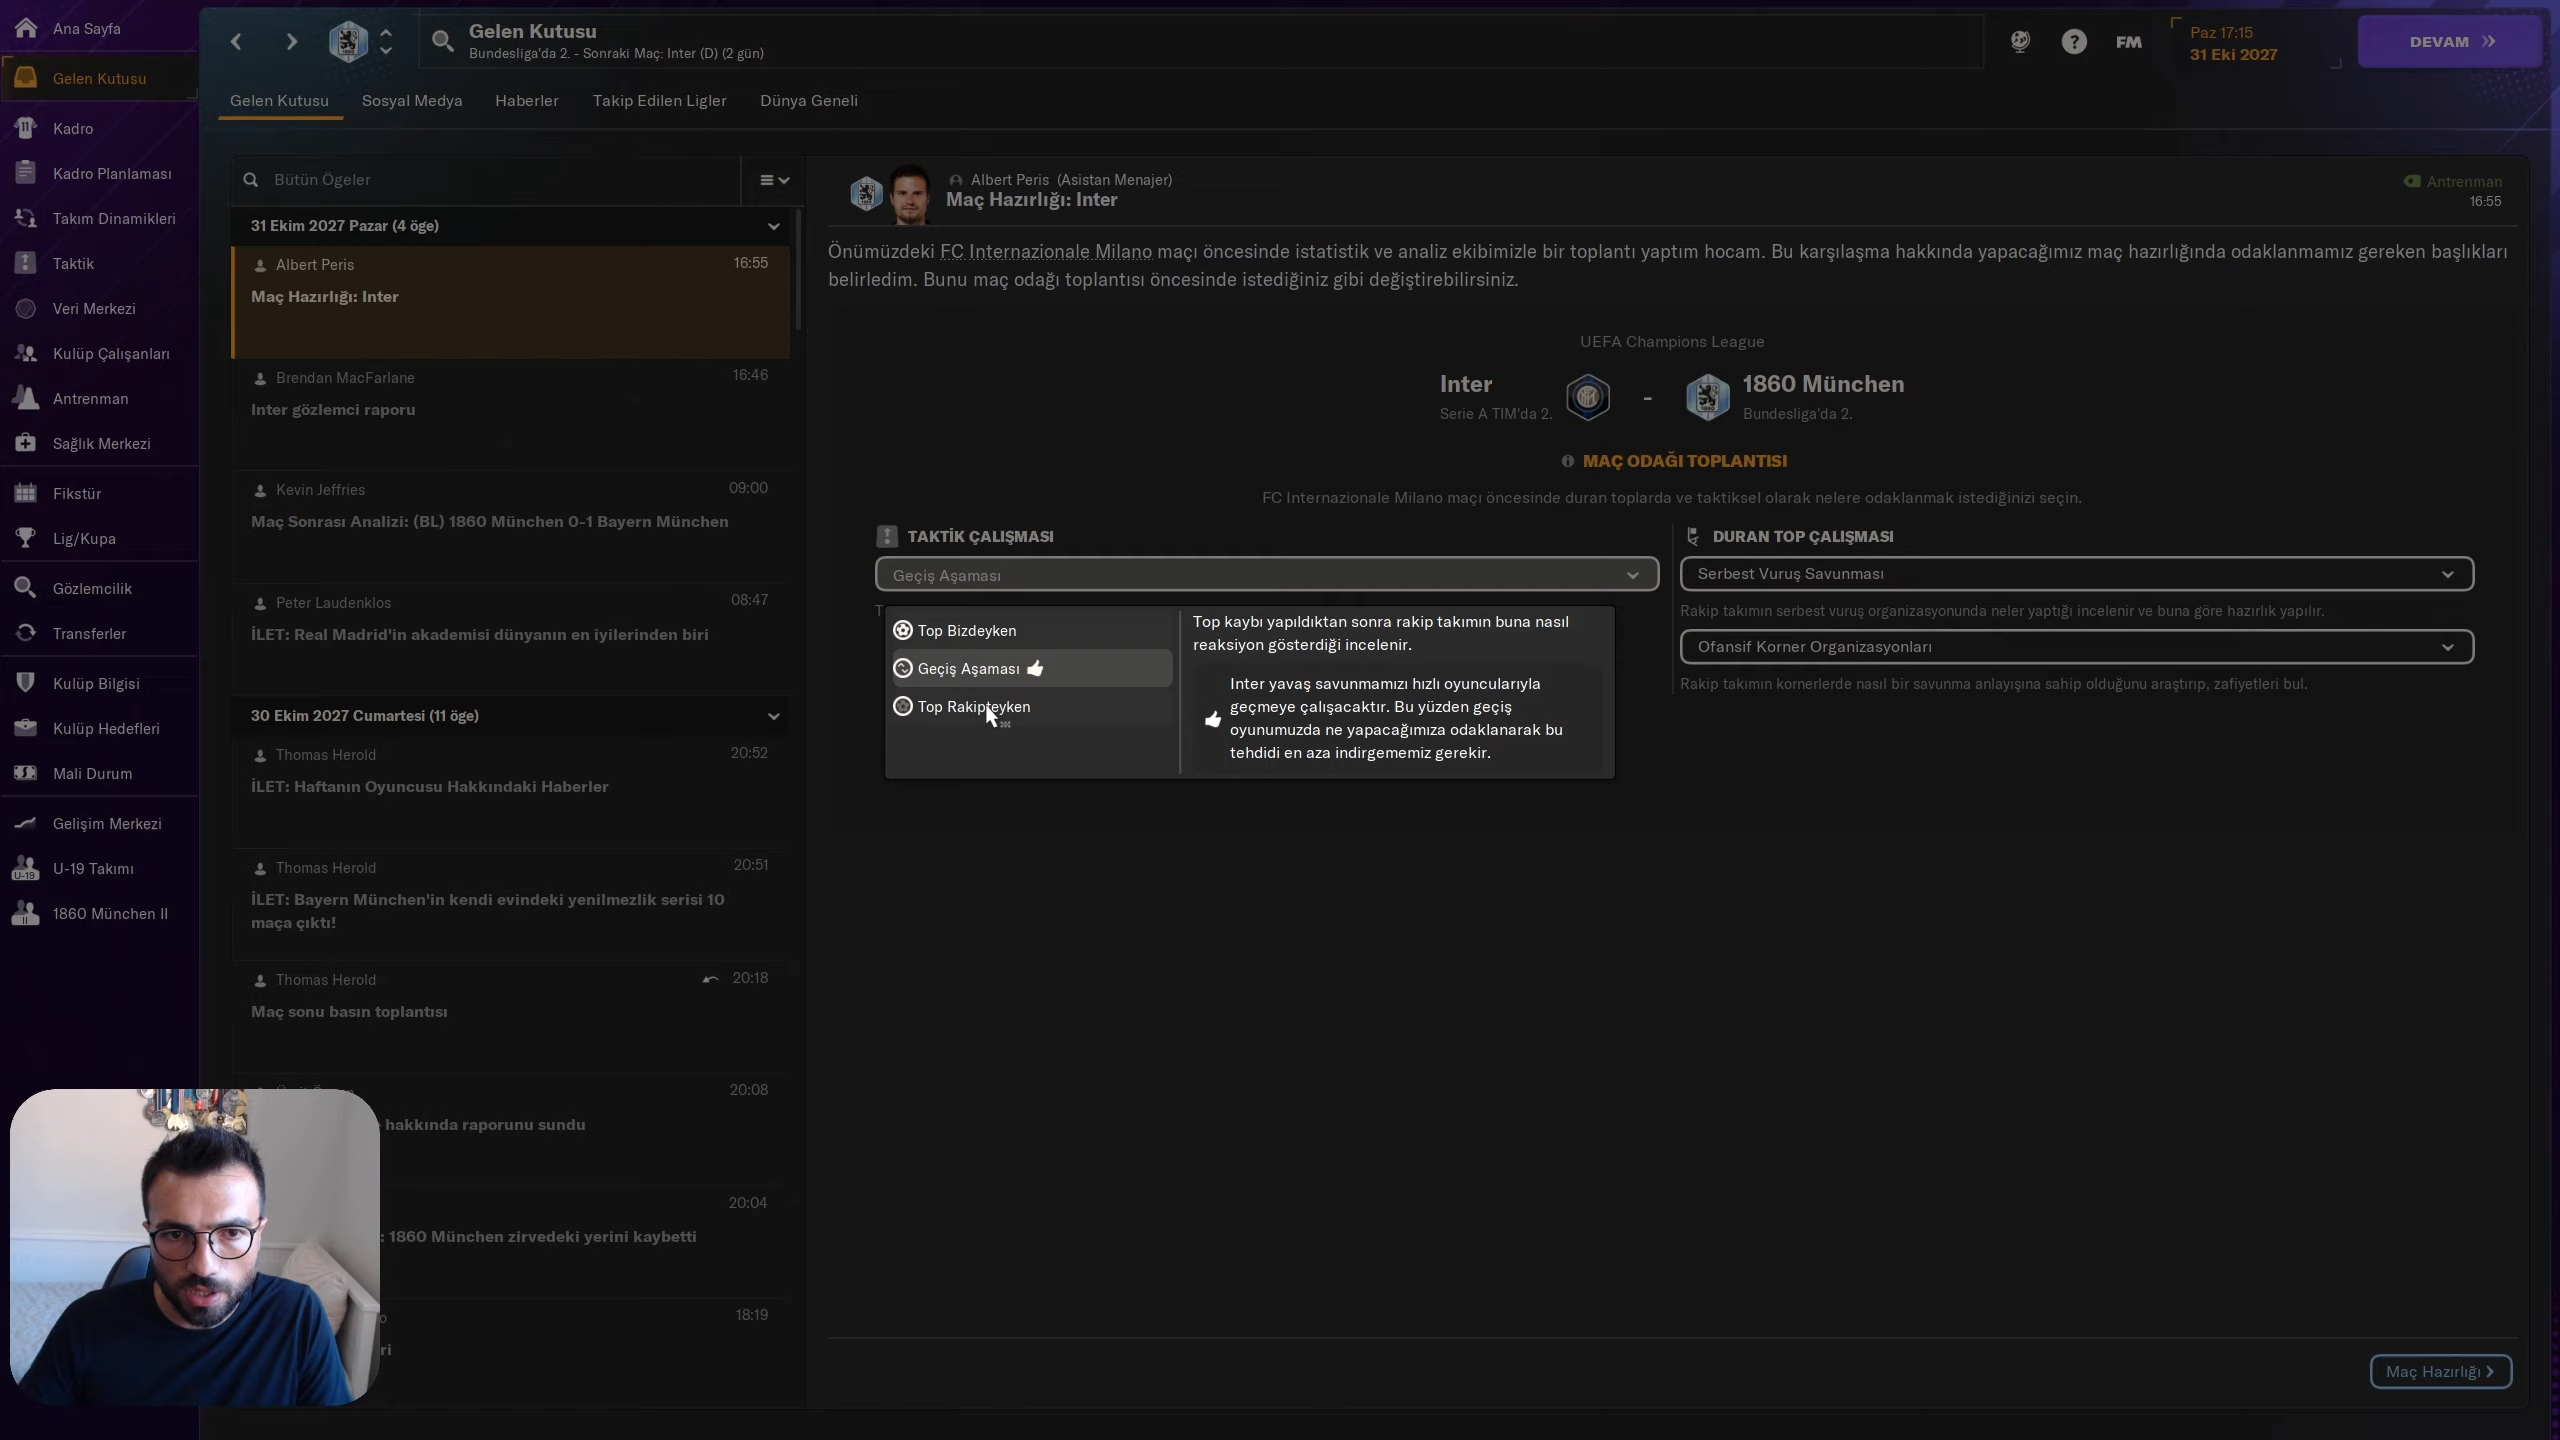 Ana Sayfa
Gelen Kutusu
Kadro
Kadro Planlaması
Takım Dinamikleri
Taktik
Veri Merkezi
Kulüp Çalışanları
Antrenman
Sağlık Merkezi
Fikstür
Lig/Kupa
Gözlemcilik
Transferler
Kulüp Bilgisi
Kulüp Hedefleri
Mali Durum
Gelişim Merkezi
U-19 Takımı
1860 München II
Gelen Kutusu
Bundesliga'da 2. - Sonraki Maç: Inter (D) (2 gün)
FM
Paz 17:15
31 Eki 2027
DEVAM
Gelen Kutusu Sosyal Medya Haberler Takip Edilen Ligler Dünya Geneli
Bütün Ögeler
31 Ekim 2027 Pazar (4 öge)
Albert Peris 16:55
Maç Hazırlığı: Inter
Brendan MacFarlane 16:46
Inter gözlemci raporu
Kevin Jeffries 09:00
Maç Sonrası Analizi: (BL) 1860 München 0-1 Bayern München
Peter Laudenklos 08:47
İLET: Real Madrid'in akademisi dünyanın en iyilerinden biri
30 Ekim 2027 Cumartesi (11 öge)
Thomas Herold 20:52
İLET: Haftanın Oyuncusu Hakkındaki Haberler
Thomas Herold 20:51
İLET: Bayern München'in kendi evindeki yenilmezlik serisi 10
maça çıktı!
Thomas Herold 20:18
Maç sonu basın toplantısı
20:08
hakkında raporunu sundu
20:04
: 1860 München zirvedeki yerini kaybetti
18:19
ri
Albert Peris (Asistan Menajer)
Maç Hazırlığı: Inter
Antrenman
16:55
Önümüzdeki FC Internazionale Milano maçı öncesinde istatistik ve analiz ekibimizle bir toplantı yaptım hocam. Bu karşılaşma hakkında yapacağımız maç hazırlığında odaklanmamız gereken başlıkları
belirledim. Bunu maç odağı toplantısı öncesinde istediğiniz gibi değiştirebilirsiniz.
UEFA Champions League
Inter - 1860 München
Serie A TIM'da 2. Bundesliga'da 2.
MAÇ ODAĞI TOPLANTISI
FC Internazionale Milano maçı öncesinde duran toplarda ve taktiksel olarak nelere odaklanmak istediğinizi seçin.
TAKTİK ÇALIŞMASI
Geçiş Aşaması
T
Top Bizdeyken
Geçiş Aşaması
Top Rakipteyken
Top kaybı yapıldıktan sonra rakip takımın buna nasıl
reaksiyon gösterdiği incelenir.
Inter yavaş savunmamızı hızlı oyuncularıyla
geçmeye çalışacaktır. Bu yüzden geçiş
oyunumuzda ne yapacağımıza odaklanarak bu
tehdidi en aza indirgememiz gerekir.
DURAN TOP ÇALIŞMASI
Serbest Vuruş Savunması
Rakip takımın serbest vuruş organizasyonunda neler yaptığı incelenir ve buna göre hazırlık yapılır.
Ofansif Korner Organizasyonları
Rakip takımın kornerlerde nasıl bir savunma anlayışına sahip olduğunu araştırıp, zafiyetleri bul.
Maç Hazırlığı